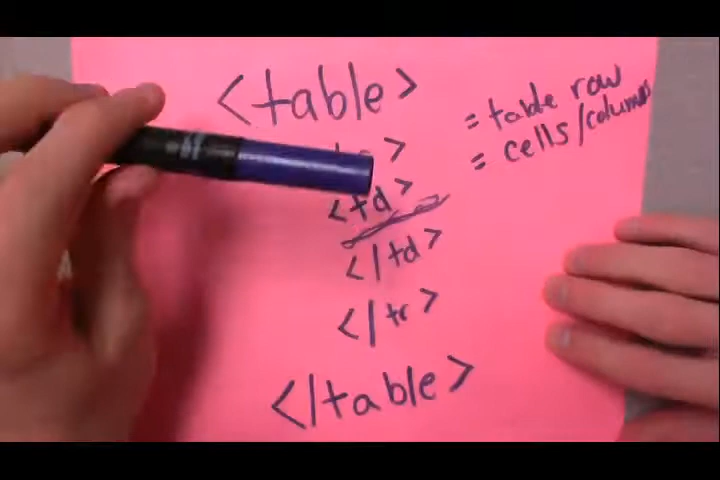 <table>
= table row
>
= cells/columns
<td>
</td>
</tr>
</table>